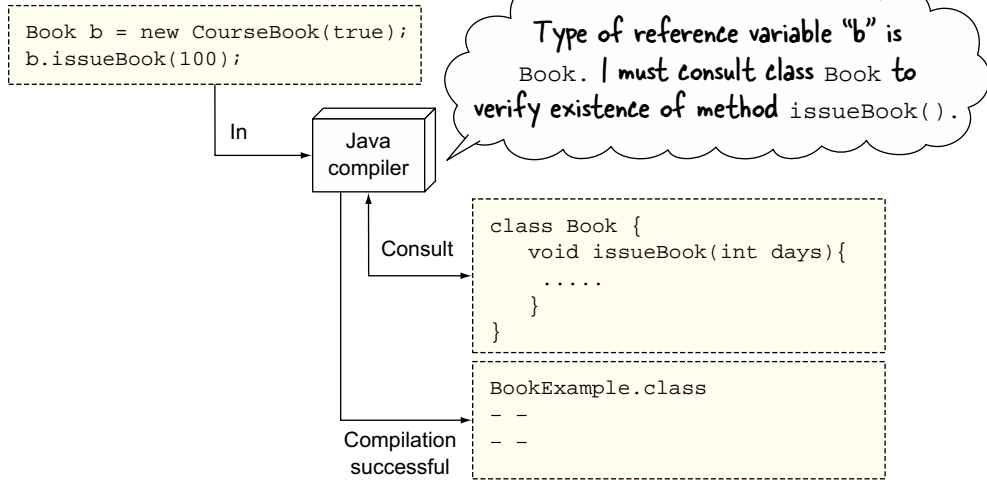 Book b = new CourseBook(true);
b.issueBook(100);
Type of reference variable “b” is
Book. I must consult class Book to
verify existence of method issueBook().
In
Java
compiler
Consult
class Book {
void issueBook(int days){
.....
}
}
BookExample.class
– –
– –
Compilation
successful